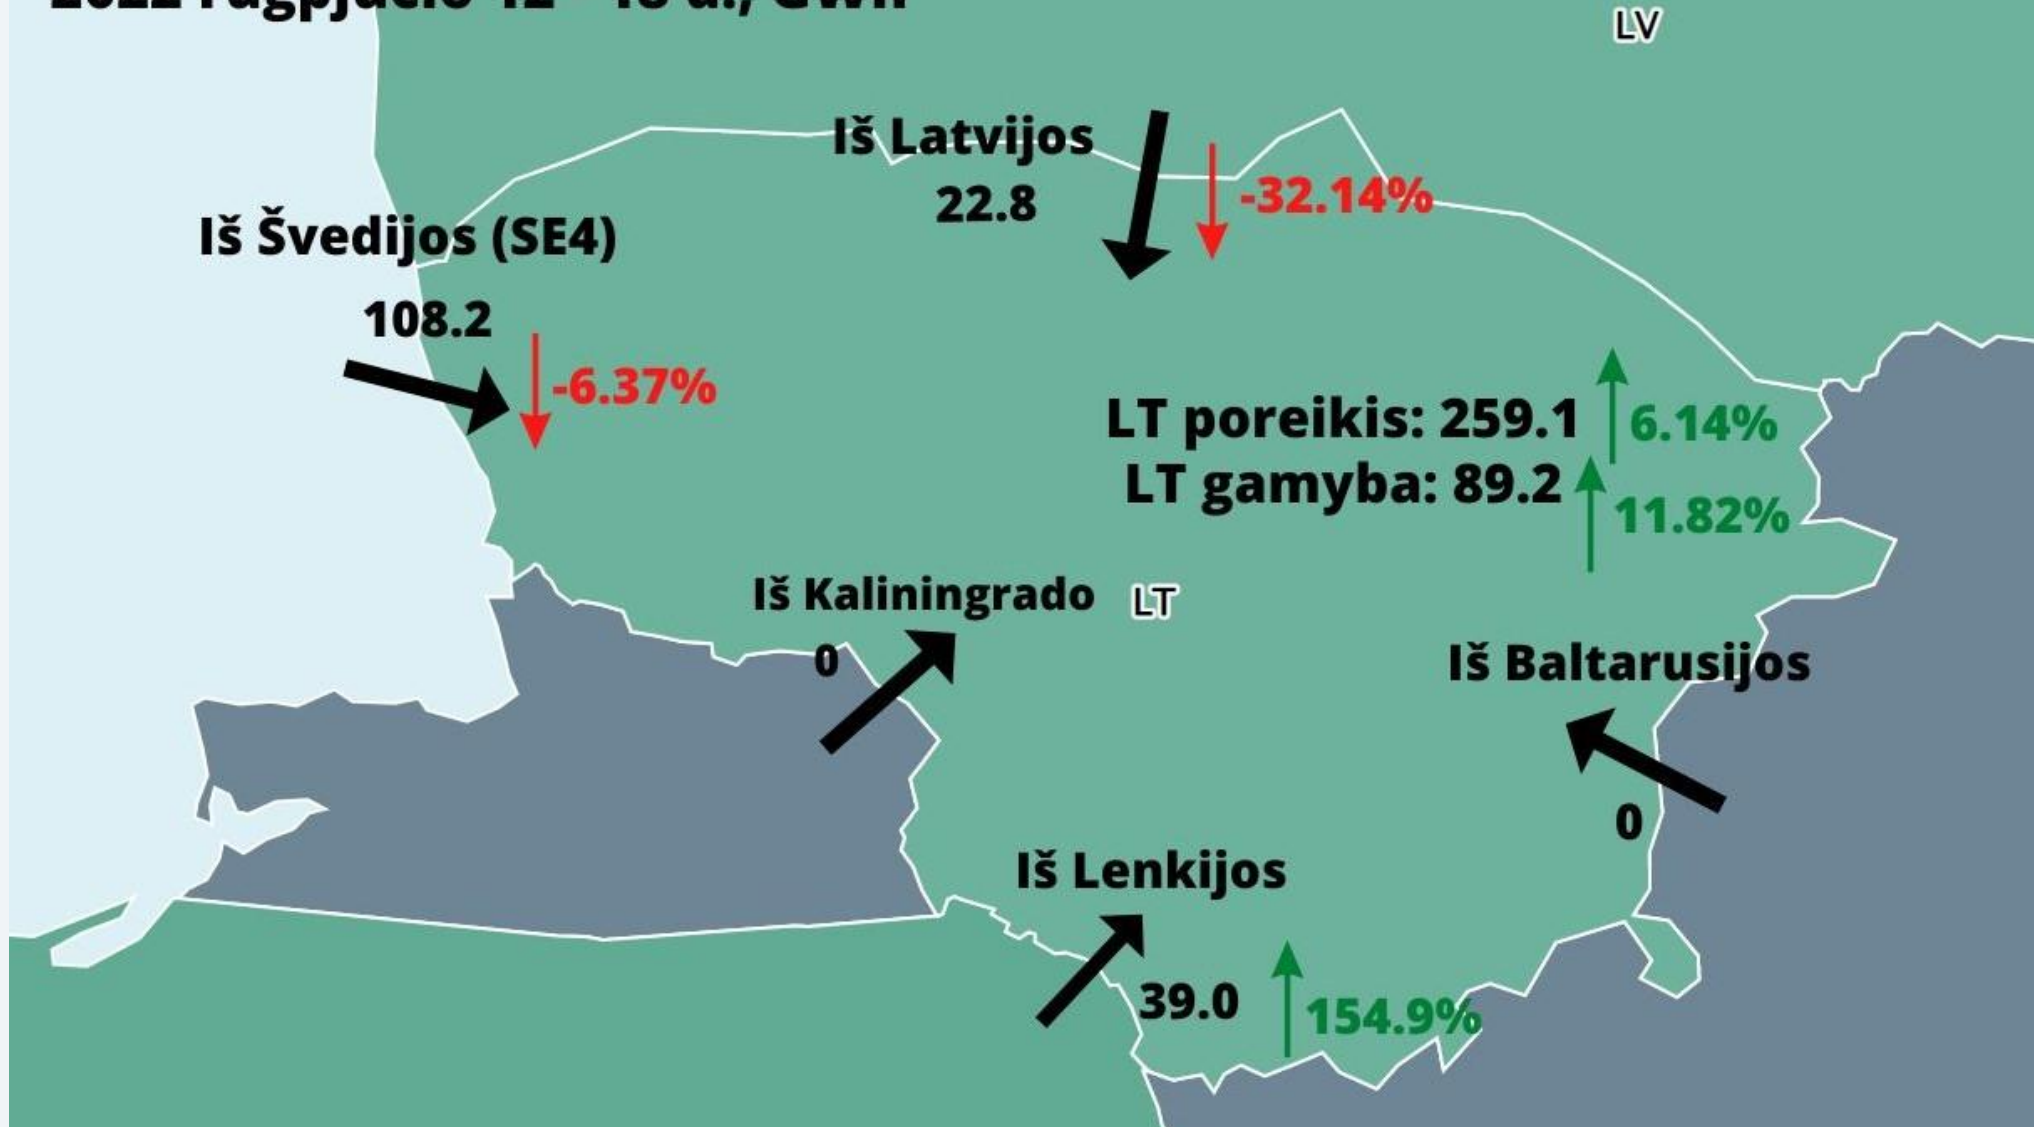 LV
Iš Latvijos
22.8
-32.14%
Iš Švedijos (SE4)
108.2
-6.37%
LT poreikis: 259.1
6.14%
LT gamyba: 89.2
11.82%
Iš Kaliningrado
LT
0
Iš Baltarusijos
0
Iš Lenkijos
39.0
154.9%